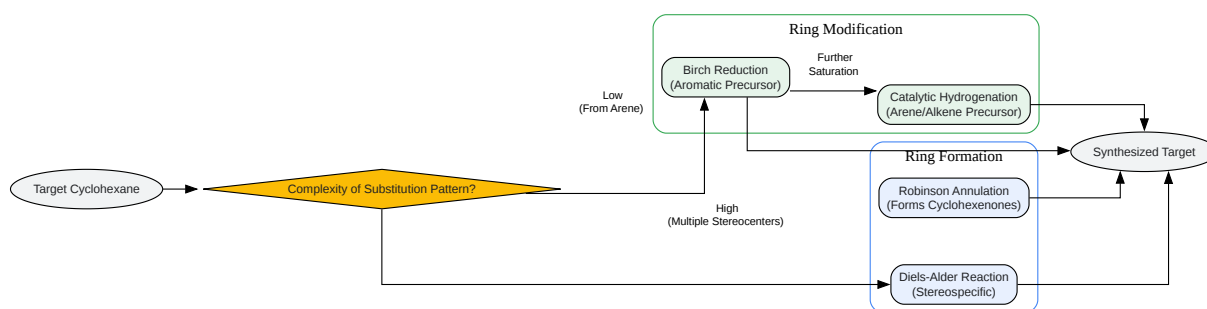 Ring Modification
Further
Saturation
Birch Reduction
(Aromatic Precursor)
Low
(From Arene)
Catalytic Hydrogenation
(Arene/Alkene Precursor)
Synthesized Target
Ring Formation
Target Cyclohexane
Complexity of Substitution Pattern?
Robinson Annulation
(Forms Cyclohexenones)
High
(Multiple Stereocenters)
Diels-Alder Reaction
(Stereospecific)